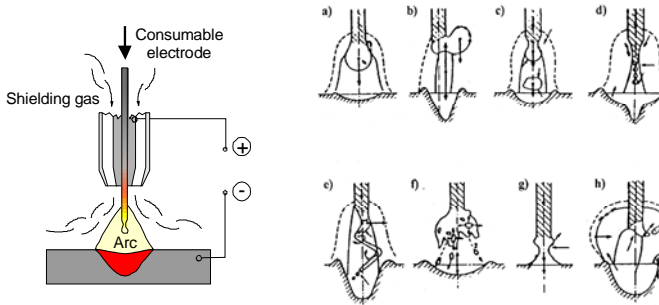 Consumable
electrode
Shielding gas
+
-
Arc
a)
b)
c)
d)
e)
f)
g)
h)